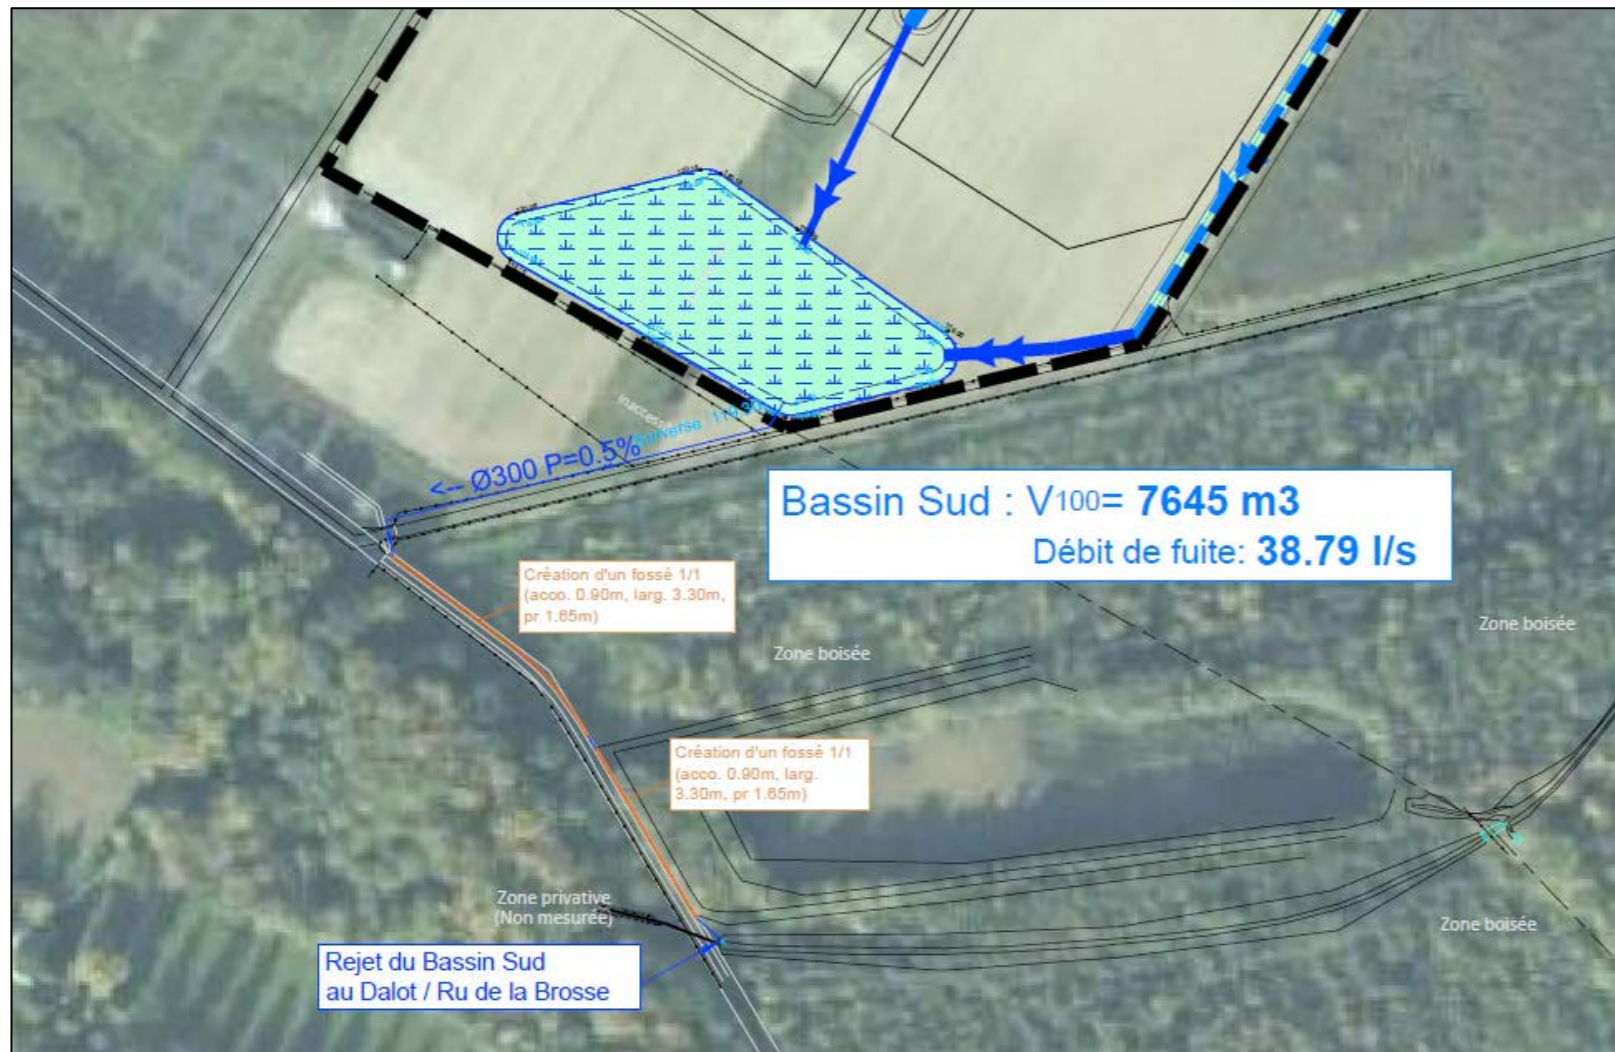 Surverse :
<-- Ø300 P=0.5%
Bassin Sud : V100= 7645 m3
Débit de fuite: 38.79 l/s
Création d'un fossé 1/1
(acco. 0.90m, larg. 3.30m,
pr 1.65m)
Zone boisée
Zone boisée
Création d'un fossé 1/1
(acco. 0.90m, larg.
3.30m, pr 1.65m)
Zone privative
(Non mesurée)
Zone boisée
Rejet du Bassin Sud
au Dalot / Ru de la Brosse